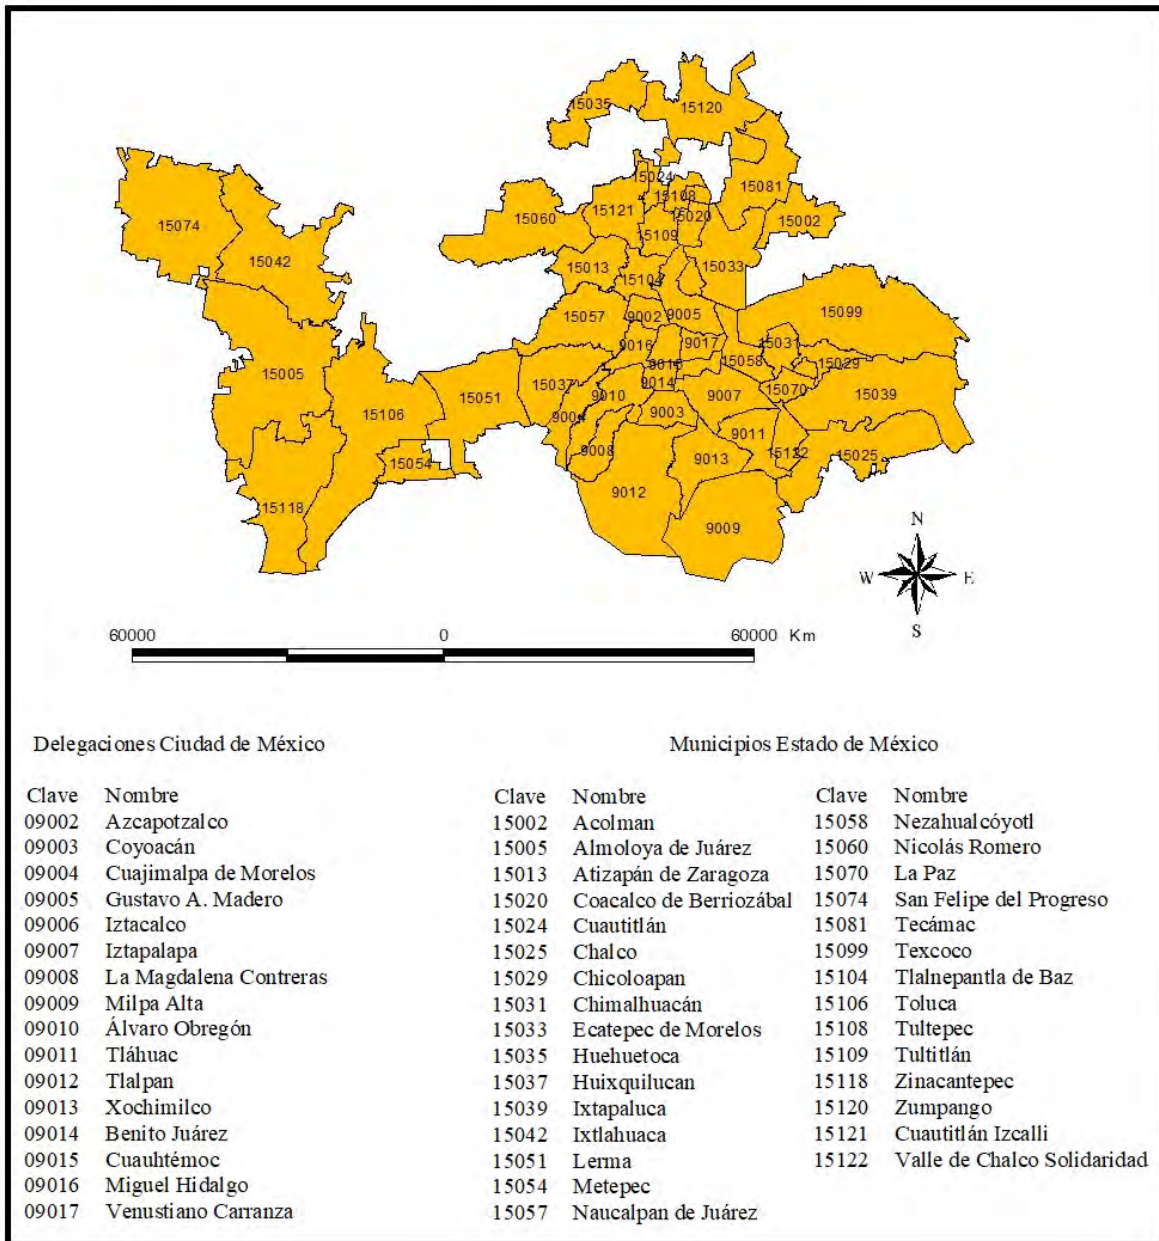 15035
15120
15024
15081
15074
15108
15121
15020
15060
15002
15109
15042
15013
15104
15033
15057
9002
9005
15099
9016
9017
15031
15058
15029
9015
15005
15037
9014
15106
15051
9010
9007
15070
15039
9004
9003
9011
9008
9013
15122
15025
15054
9012
15118
9009
N
W E
S
60000 0 60000 Km
Delegaciones Ciudad de México Municipios Estado de México
Clave Nombre Clave Nombre Clave Nombre
09002 Azcapotzalco 15002 Acolman 15058 Nezahualcóyotl
09003 Coyoacán 15005 Almoloya de Juárez 15060 Nicolás Romero
09004 Cuajimalpa de Morelos 15013 Atizapán de Zaragoza 15070 La Paz
09005 Gustavo A. Madero 15020 Coacalco de Berriozábal 15074 San Felipe del Progreso
09006 Iztacalco 15024 Cuautitlán 15081 Tecámac
09007 Iztapalapa 15025 Chalco 15099 Texcoco
09008 La Magdalena Contreras 15029 Chicoloapan 15104 Tlalnepantla de Baz
09009 Milpa Alta 15031 Chimalhuacán 15106 Toluca
09010 Álvaro Obregón 15033 Ecatepec de Morelos 15108 Tultepec
09011 Tláhuac 15035 Huehuetoca 15109 Tultitlán
09012 Tlalpan 15037 Huixquilucan 15118 Zinacantepec
09013 Xochimilco 15039 Ixtapaluca 15120 Zumpango
09014 Benito Juárez 15042 Ixtlahuaca 15121 Cuautitlán Izcalli
09015 Cuauhtémoc 15051 Lerma 15122 Valle de Chalco Solidaridad
09016 Miguel Hidalgo 15054 Metepec
09017 Venustiano Carranza 15057 Naucalpan de Juárez